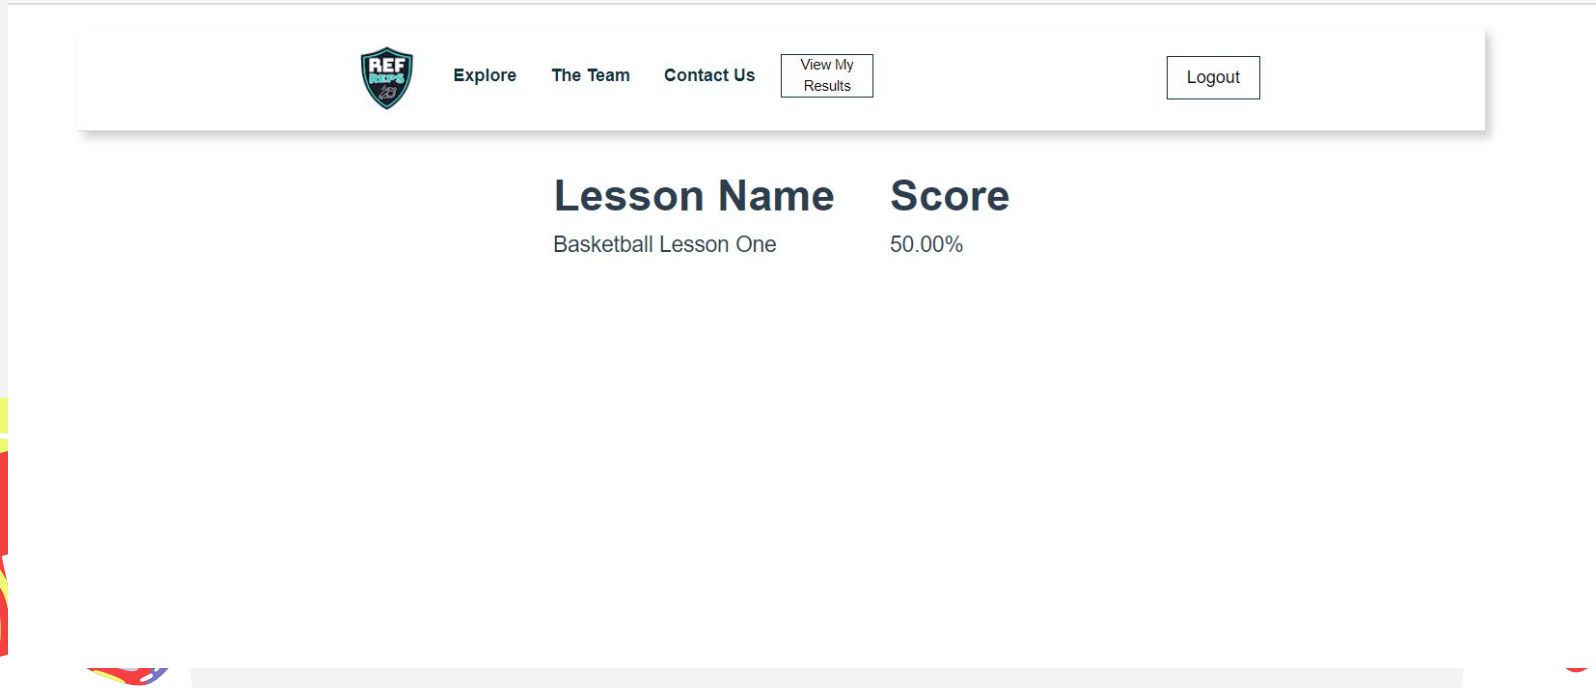 REF
REPS
Explore
The Team
Contact Us
View My
Results
Logout
Lesson Name
Score
Basketball Lesson One
50.00%